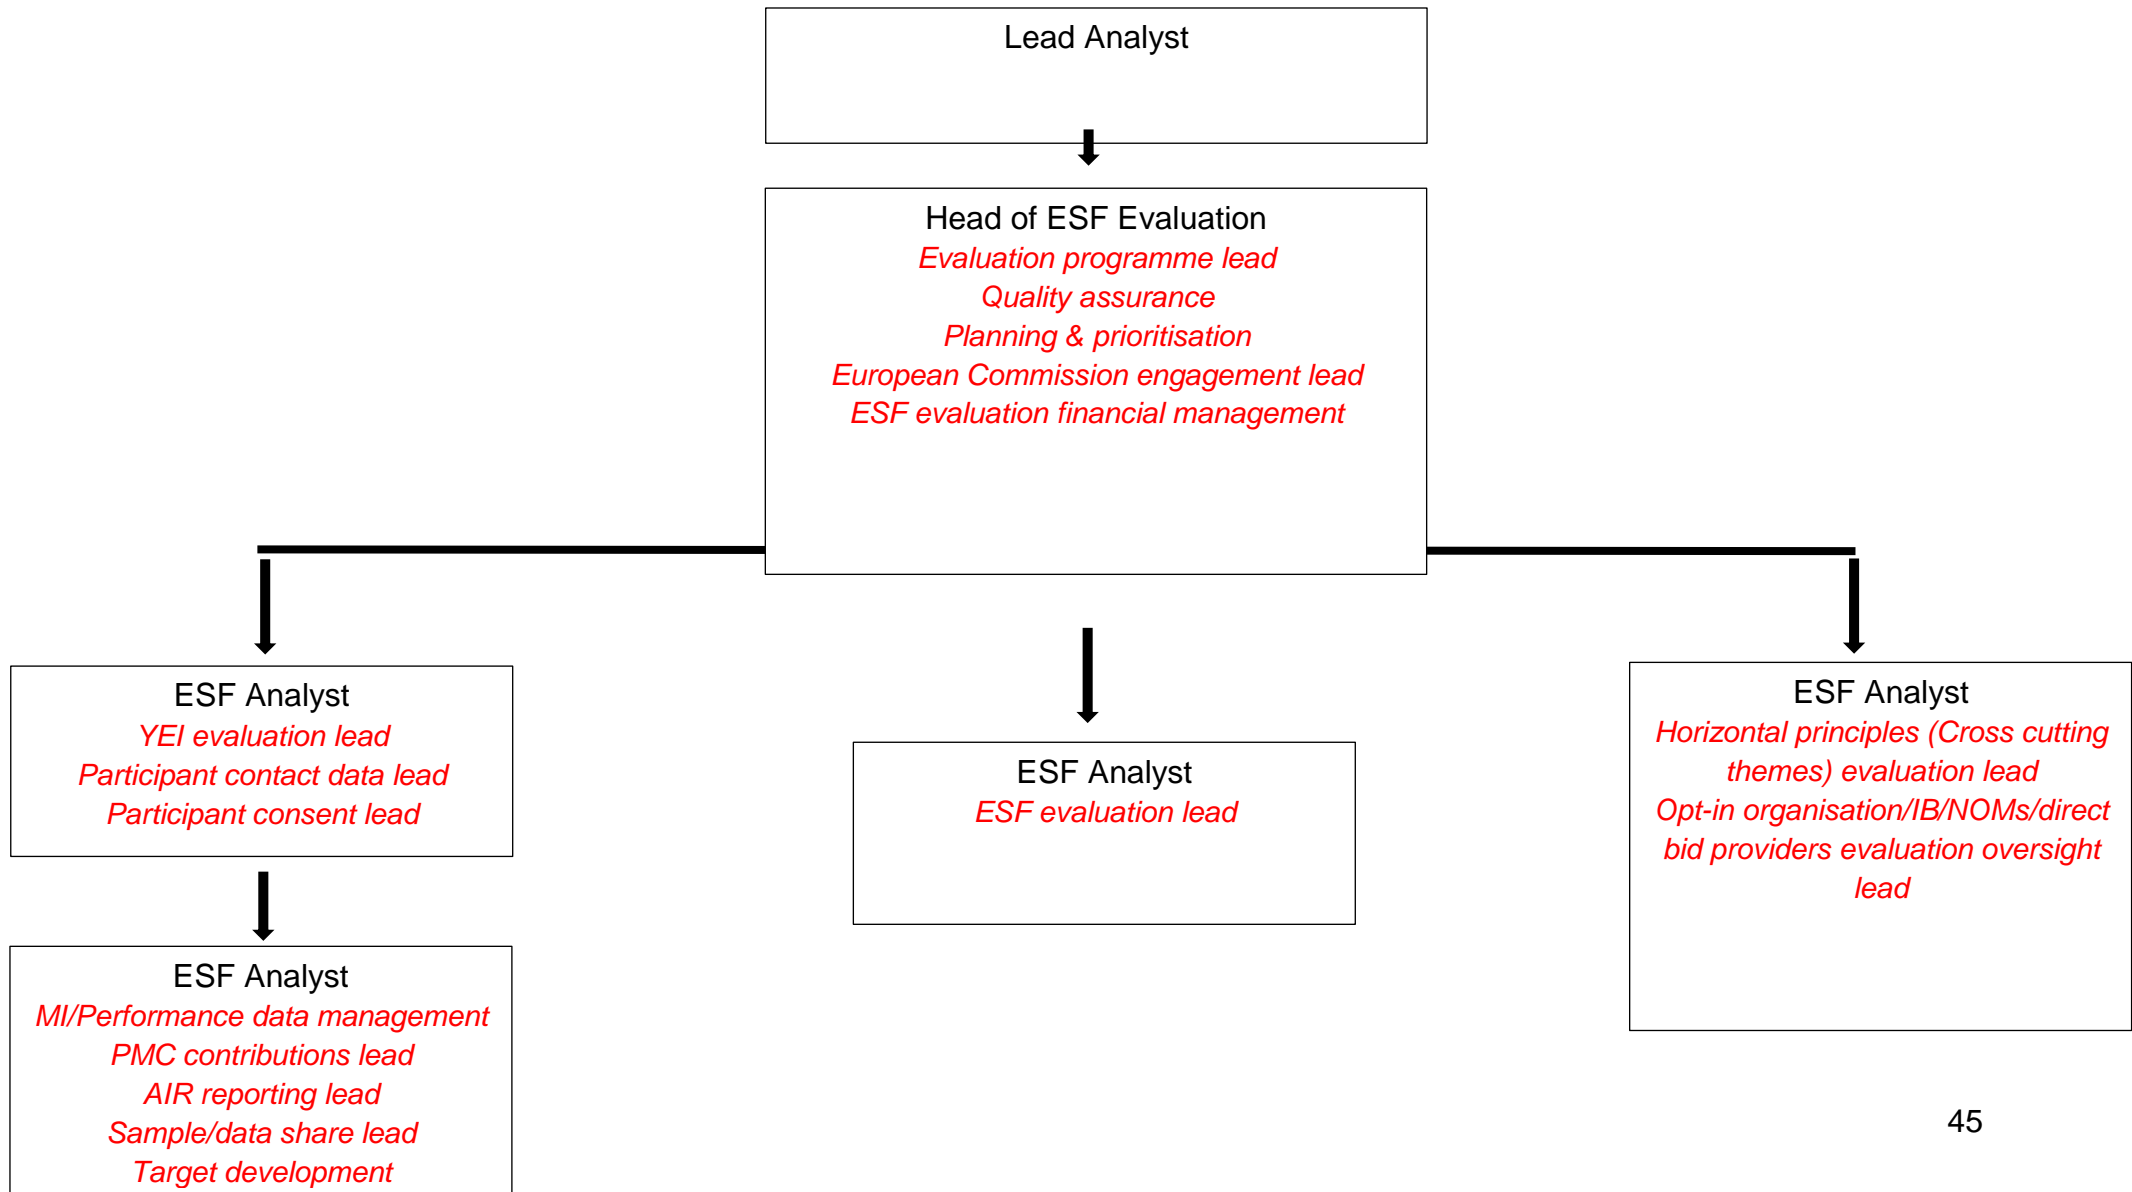 Lead Analyst
Head of ESF Evaluation
Evaluation programme lead
Quality assurance
Planning & prioritisation
European Commission engagement lead
ESF evaluation financial management
ESF Analyst
YEI evaluation lead
Participant contact data lead
Participant consent lead
ESF Analyst
MI/Performance data management
PMC contributions lead
AIR reporting lead
Sample/data share lead
Target development
ESF Analyst
ESF evaluation lead
ESF Analyst
Horizontal principles (Cross cutting
themes) evaluation lead
Opt-in organisation/IB/NOMs/direct
bid providers evaluation oversight
lead
45